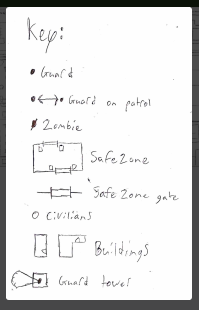 Key:
Guard
Guard on patrol
Zombie
Safe Zone
Safe Zone gate
Civilians
Buildings
Guard tower